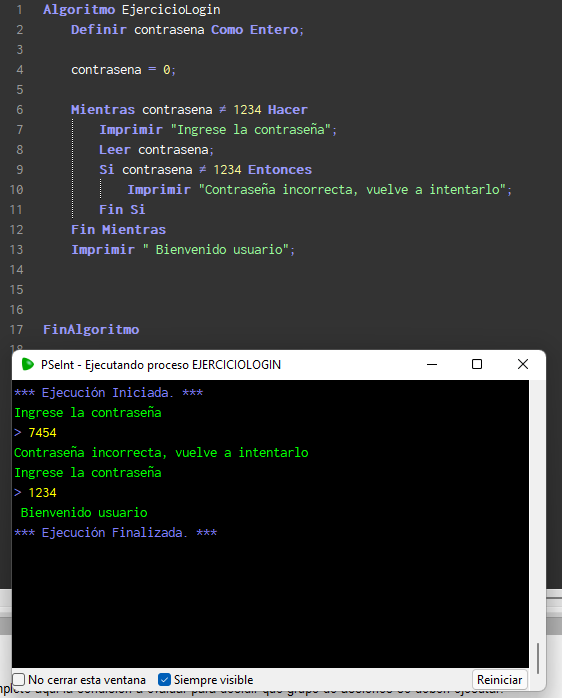 1 Algoritmo EjercicioLogin
2 Definir contrasena Como Entero;
3
4 contrasena = 0;
5
6 Mientras contrasena ≠ 1234 Hacer
7 Imprimir "Ingrese la contraseña";
8 Leer contrasena;
9 Si contrasena ≠ 1234 Entonces
10 Imprimir "Contraseña incorrecta, vuelve a intentarlo";
11 Fin Si
12 Fin Mientras
13 Imprimir " Bienvenido usuario";
14
15
16
17 FinAlgoritmo
18
PSeInt - Ejecutando proceso EJERCICIOLOGIN
*** Ejecución Iniciada. ***
Ingrese la contraseña
> 7454
Contraseña incorrecta, vuelve a intentarlo
Ingrese la contraseña
> 1234
Bienvenido usuario
*** Ejecución Finalizada. ***
No cerrar esta ventana Siempre visible Reiniciar